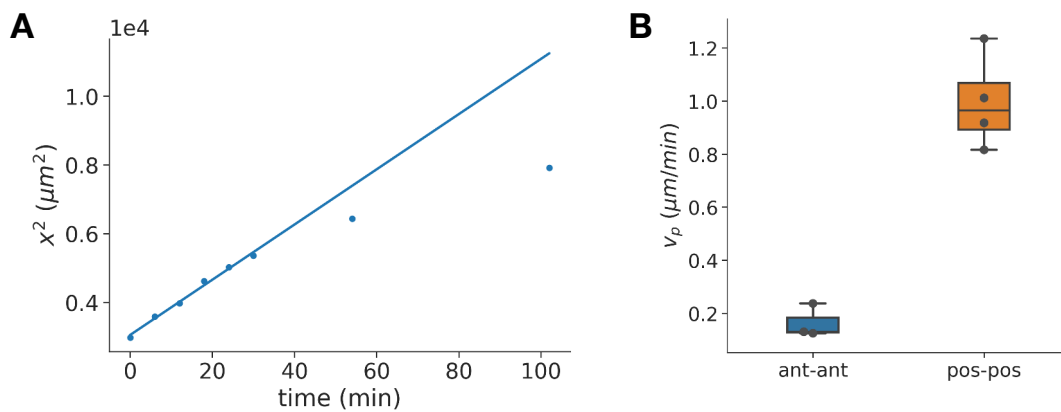 A
1e4
x² (μm²)
1.0
0.8
0.6
0.4
0 20 40 60 80 100
time (min)
B
v_p (μm/min)
1.2
1.0
0.8
0.6
0.4
0.2
ant-ant pos-pos